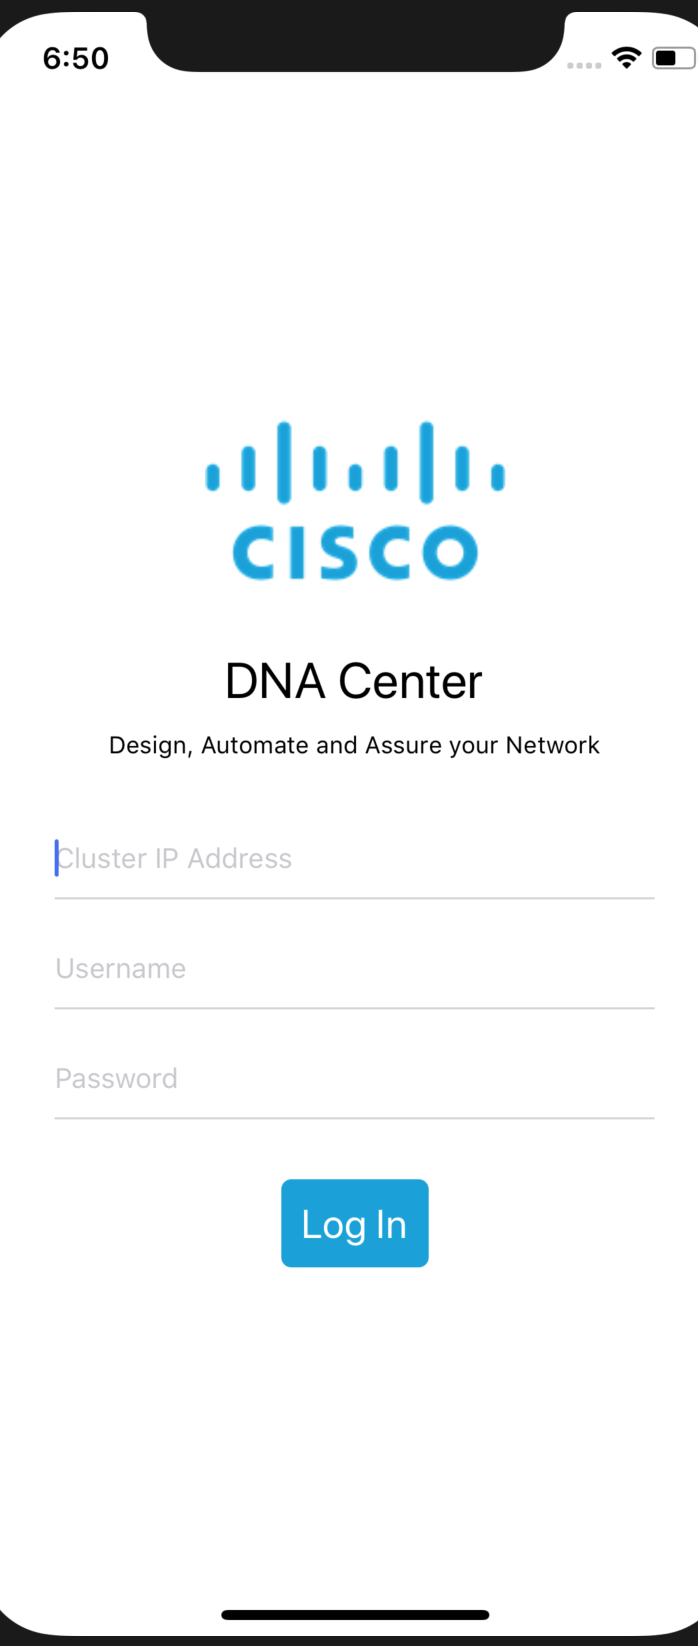 6:50
CISCO
DNA Center
Design, Automate and Assure your Network
Cluster IP Address
Username
Password
Log In